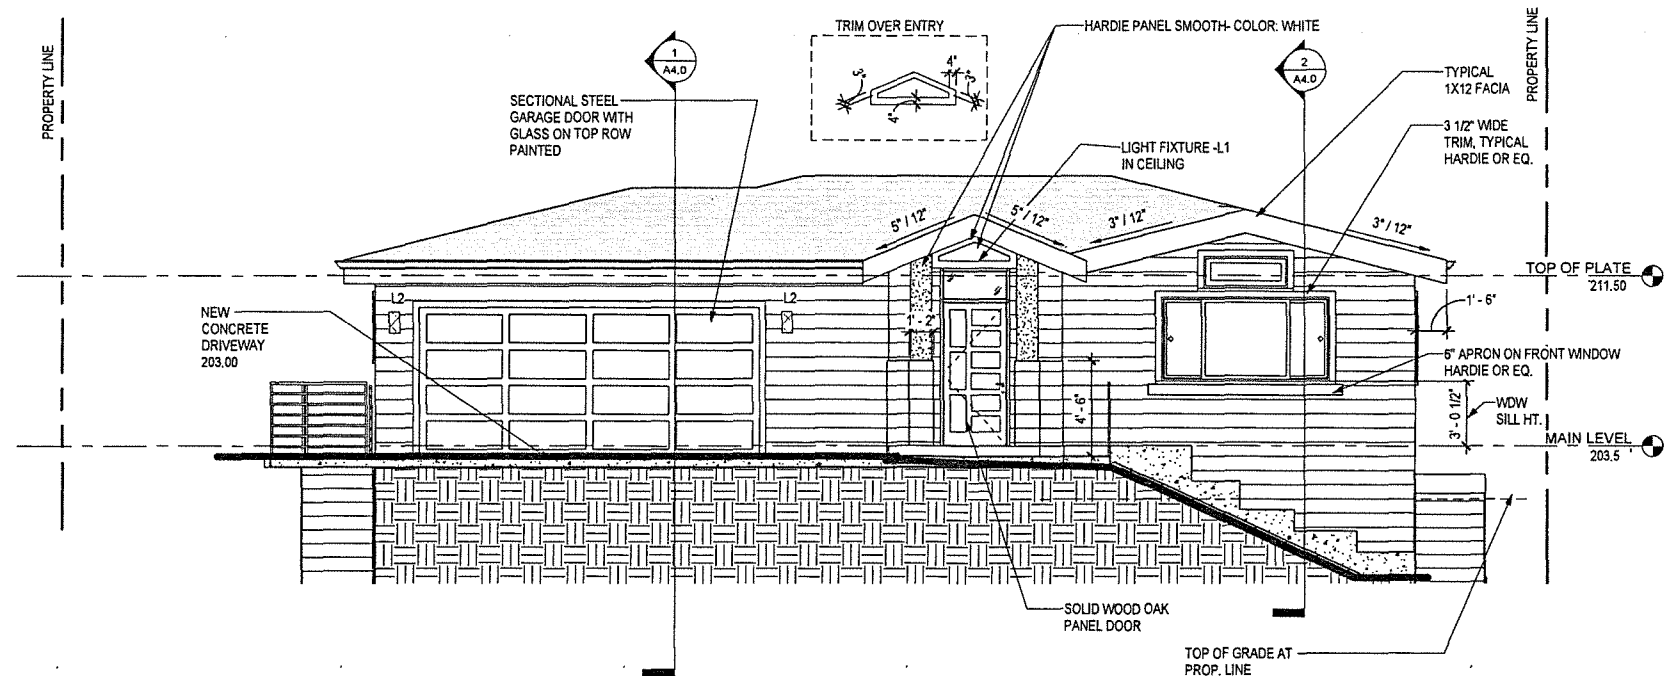 PROPERTY LINE
TRIM OVER ENTRY
4"
3"
5"
4"
HARDIE PANEL SMOOTH- COLOR: WHITE
1
A4.0
2
A4.0
PROPERTY LINE
TYPICAL
1X12 FACIA
SECTIONAL STEEL
GARAGE DOOR WITH
GLASS ON TOP ROW
PAINTED
3 1/2" WIDE
TRIM, TYPICAL
HARDIE OR EQ.
LIGHT FIXTURE -L1
IN CEILING
5" / 12"
5" / 12"
3" / 12"
3" / 12"
TOP OF PLATE
211.50
L2
L2
1' - 2"
1' - 6"
NEW
CONCRETE
DRIVEWAY
203.00
6" APRON ON FRONT WINDOW
HARDIE OR EQ.
4' - 6"
3' - 0 1/2"
WDW
SILL HT.
MAIN LEVEL
203.5
SOLID WOOD OAK
PANEL DOOR
TOP OF GRADE AT
PROP. LINE